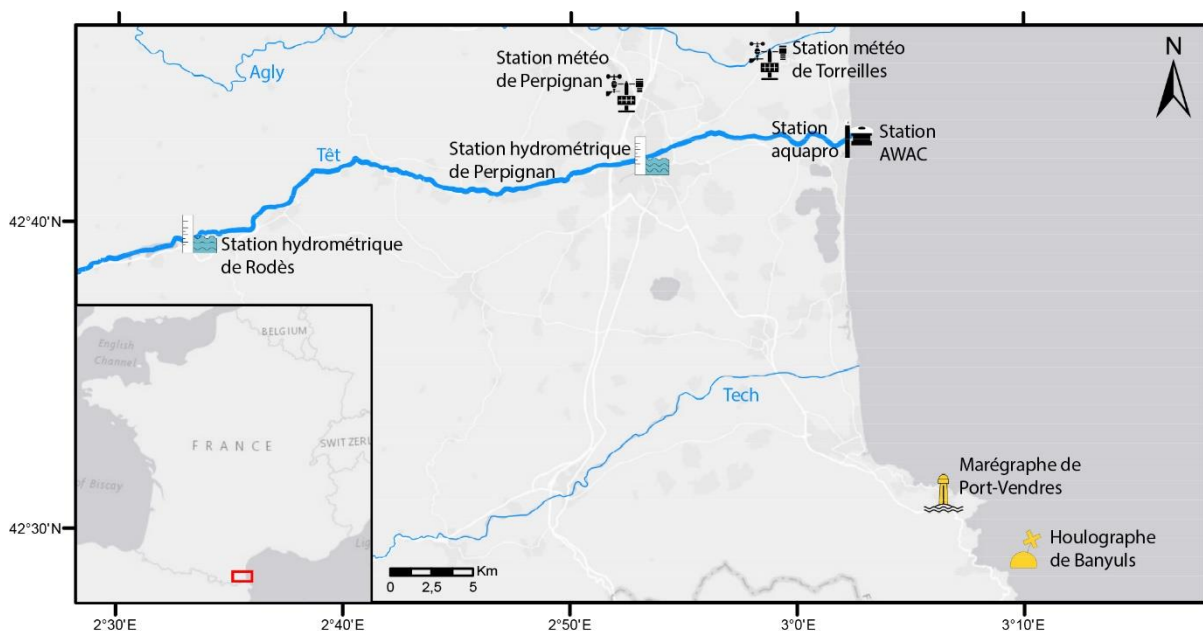 Agly
Station météo
de Perpignan
Station météo
de Torreilles
N
Têt
Station hydrométrique
de Perpignan
Station
aquapro
Station
AWAC
42°40'N
Station hydrométrique
de Rodès
BELGIUM
English
Channel
FRANCE
SWITZER
of Biscay
Tech
Marégraphe de
Port-Vendres
42°30'N
Houlographe
de Banyuls
Km
0 2,5 5
2°30'E 2°40'E 2°50'E 3°0'E 3°10'E